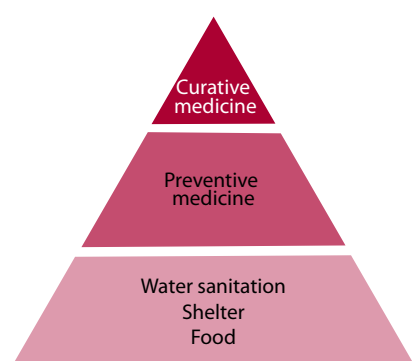 Curative
medicine
Preventive
medicine
Water sanitation
Shelter
Food